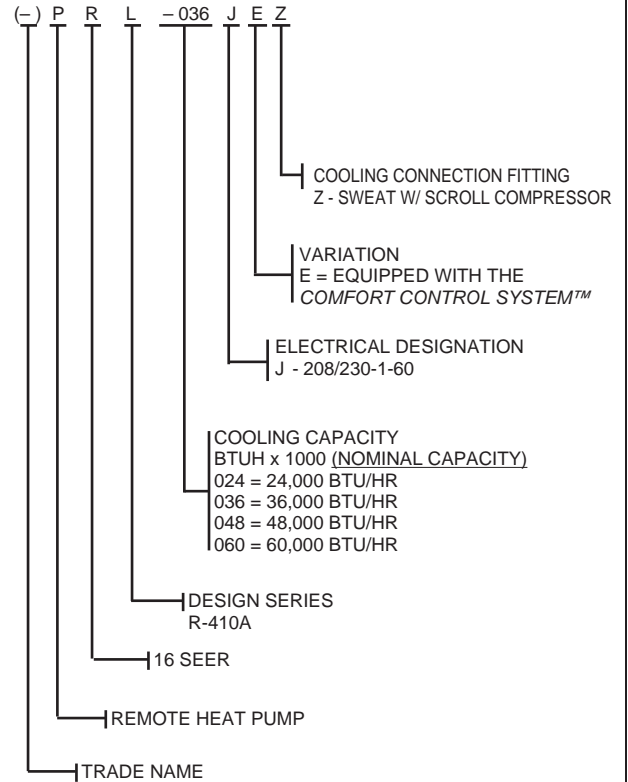 (–) P R L – 036 J E Z
COOLING CONNECTION FITTING
Z - SWEAT W/ SCROLL COMPRESSOR
VARIATION
E = EQUIPPED WITH THE
COMFORT CONTROL SYSTEM™
ELECTRICAL DESIGNATION
J - 208/230-1-60
COOLING CAPACITY
BTUH x 1000 (NOMINAL CAPACITY)
024 = 24,000 BTU/HR
036 = 36,000 BTU/HR
048 = 48,000 BTU/HR
060 = 60,000 BTU/HR
DESIGN SERIES
R-410A
16 SEER
REMOTE HEAT PUMP
TRADE NAME